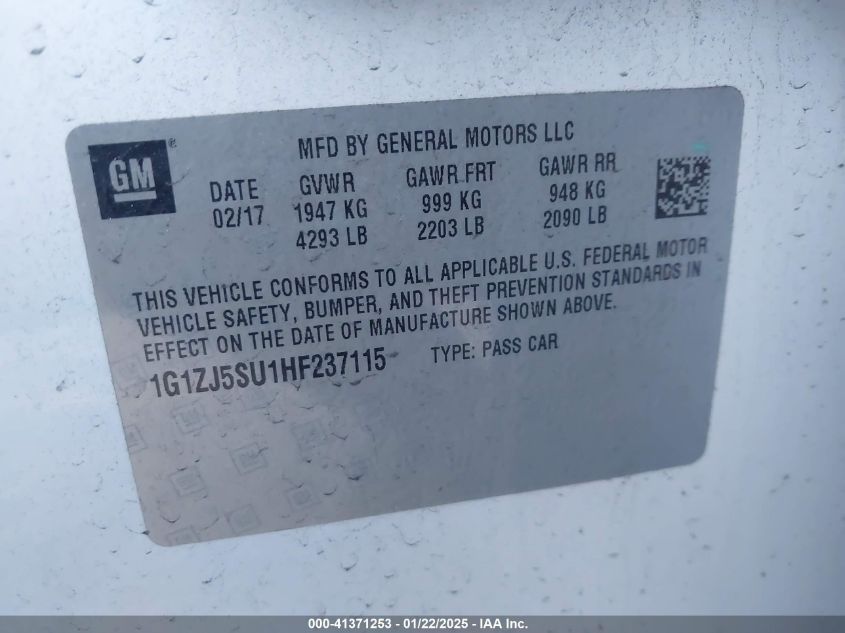 GM®
MFD BY GENERAL MOTORS LLC
DATE GVWR GAWR FRT GAWR RR
02/17 1947 KG 999 KG 948 KG
4293 LB 2203 LB 2090 LB
THIS VEHICLE CONFORMS TO ALL APPLICABLE U.S. FEDERAL MOTOR
VEHICLE SAFETY, BUMPER, AND THEFT PREVENTION STANDARDS IN
EFFECT ON THE DATE OF MANUFACTURE SHOWN ABOVE.
1G1ZJ5SU1HF237115 TYPE: PASS CAR
000-41371253 - 01/22/2025 - IAA Inc.